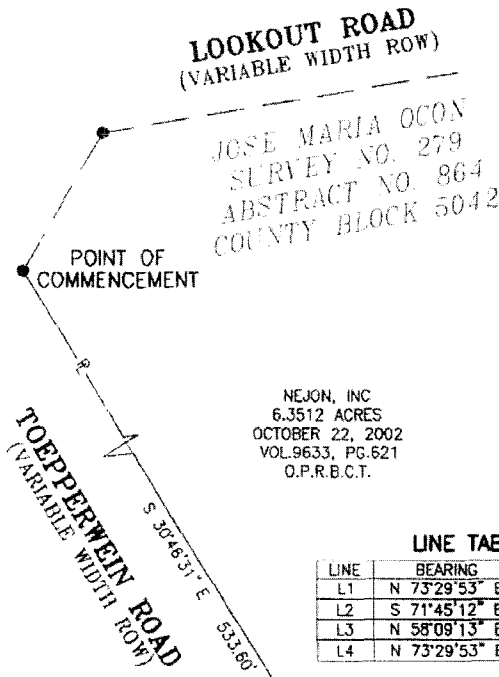 LOOKOUT ROAD
(VARIABLE WIDTH ROW)
JOSE MARIA OCON
SURVEY NO. 279
ABSTRACT NO. 864
COUNTY BLOCK 5042
POINT OF
COMMENCEMENT
NEJON, INC
6.3512 ACRES
OCTOBER 22, 2002
VOL.9633, PG.621
O.P.R.B.C.T.
TOEPPERWEIN ROAD
(VARIABLE WIDTH ROW)
S 30°46'31" E 533.60'
LINE TAB
LINE BEARING
L1 N 73°29'53" E
L2 S 71°45'12" E
L3 N 58°09'13" E
L4 N 73°29'53" E